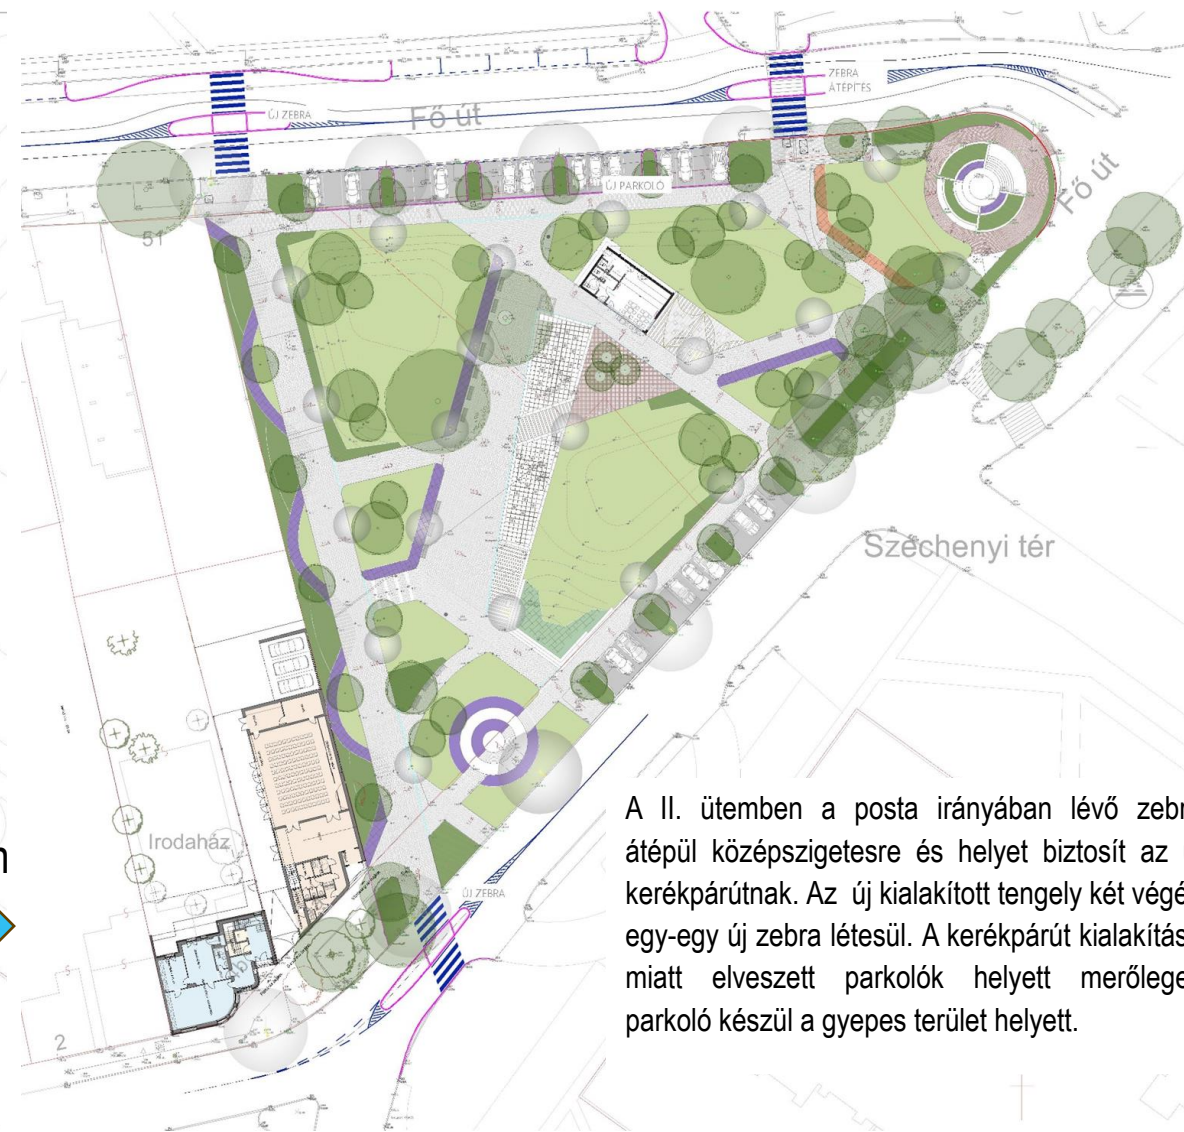 ÚJ ZEBRA
ZEBRA
ÁTÉPÍTÉS
Fő út
ÚJ PARKOLÓ
Fő út
51
Széchenyi tér
Irodaház
ÚJ ZEBRA
2
A II. ütemben a posta irányában lévő zebr
átépül középszigetesre és helyet biztosít az
kerékpárútnak. Az új kialakított tengely két végé
egy-egy új zebra létesül. A kerékpárút kialakítás
miatt elveszett parkolók helyett merőlege
parkoló készül a gyepes terület helyett.